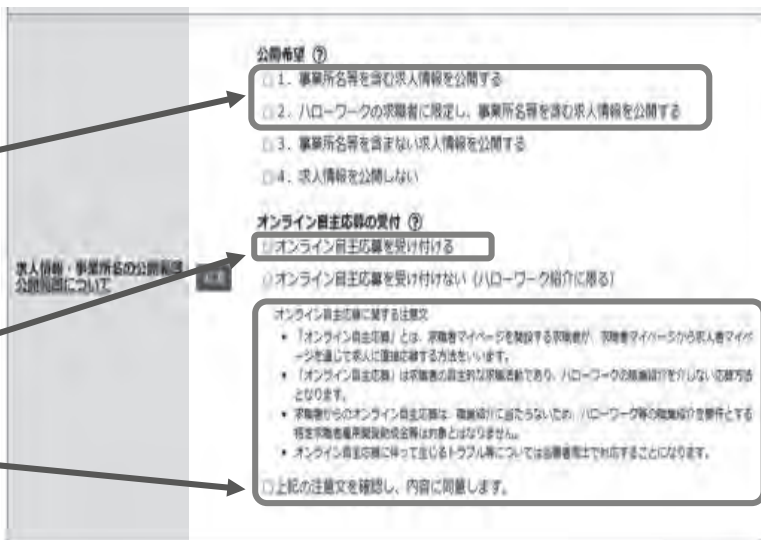 公開希望 ?
1. 事業所名等を含む求人情報を公開する
2. ハローワークの求職者に限定し、事業所名等を含む求人情報を公開する
3. 事業所名等を含まない求人情報を公開する
4. 求人情報を公開しない
オンライン自主応募の受付 ?
オンライン自主応募を受け付ける
求人情報・事業所名の公開範囲
公開範囲について
オンライン自主応募を受け付けない(ハローワーク紹介に限る)
オンライン自主応募に関する注意文
• 「オンライン自主応募」とは、求職者マイページを開設する求職者が、求職者マイページから求人者マイペ
ージを通じて求人に直接応募する方法をいいます。
• 「オンライン自主応募」は求職者の自主的な求職活動であり、ハローワークの職業紹介を介しない応募方法
となります。
• 求職者からのオンライン自主応募は、職業紹介に当たらないため、ハローワーク等の職業紹介を要件とする
特定求職者雇用開発助成金等は対象とはなりません。
• オンライン自主応募に伴って生じるトラブル等については当事者同士で対応することになります。
上記の注意文を確認し、内容に同意します。